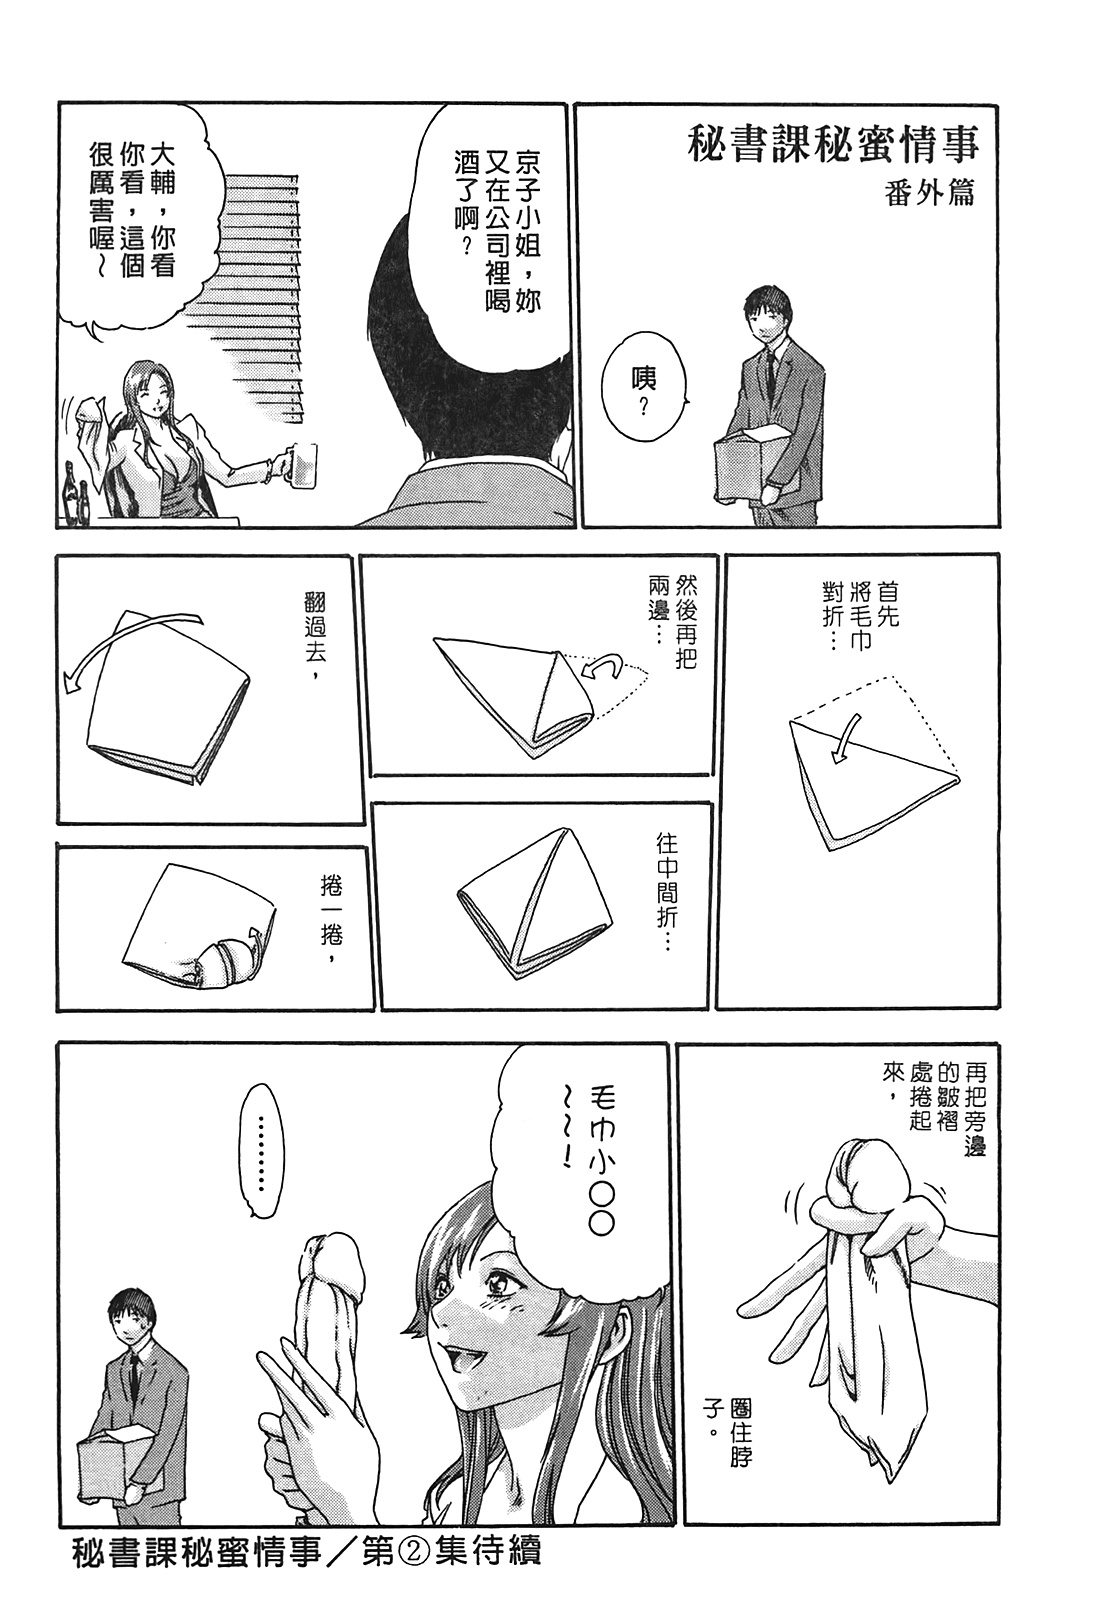 秘書課秘蜜情事
番外篇
咦?
京子小姐，妳
又在公司裡喝
酒了啊?
大輔，你看
你看，這個
很厲害喔～
首先
將毛巾
對折…
然後再把
兩邊…
往中間折…
翻過去，
捲一捲，
再把旁邊
的皺褶
處捲起
來，
圈住脖
子。
毛巾小○○
～～！
………
秘書課秘蜜情事／第②集待續